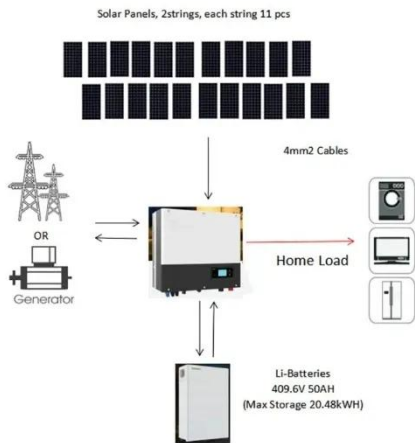 Solar Panels, 2strings, each string 11 pcs
4mm2 Cables
OR
Home Load
Generator
Li-Batteries
409.6V 50AH
(Max Storage 20.48kWH)